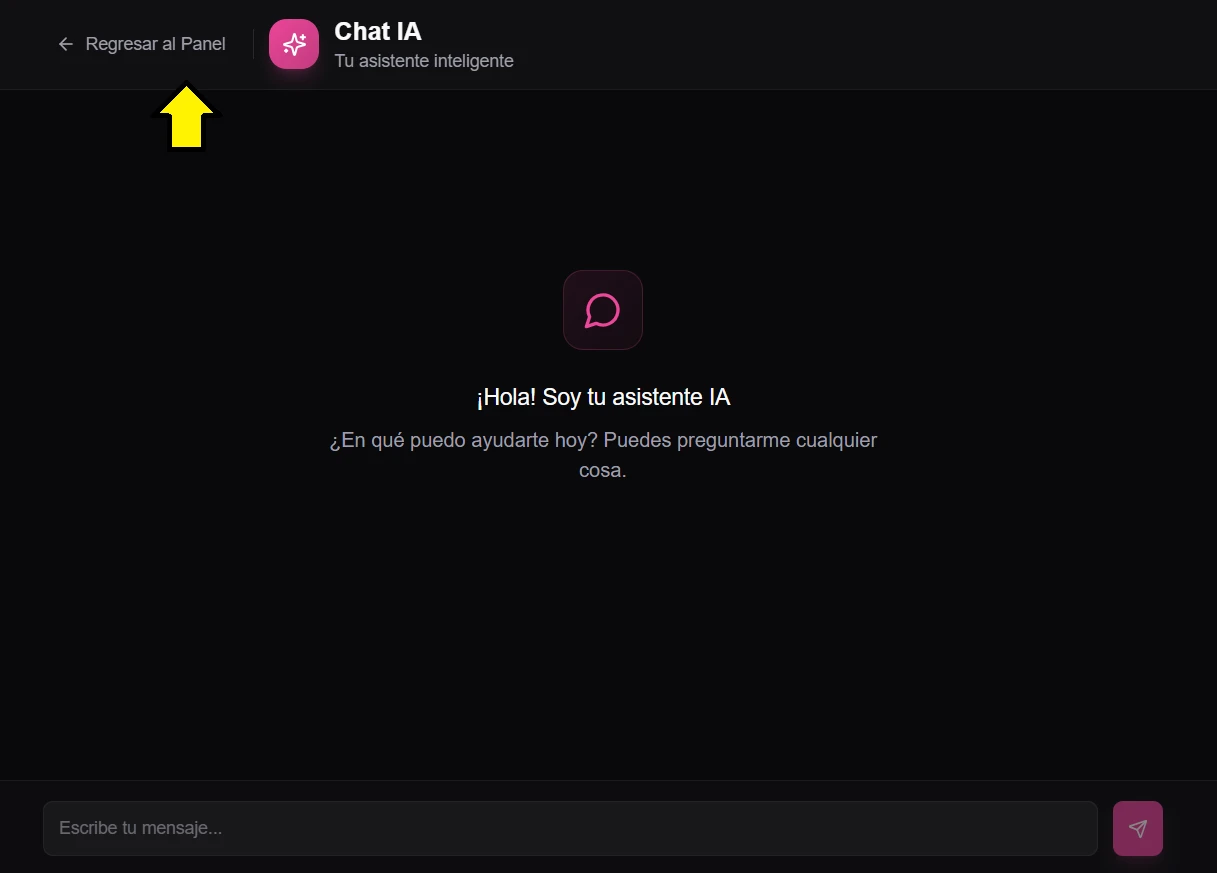 Regresar al Panel
Chat IA
Tu asistente inteligente
¡Hola! Soy tu asistente IA
¿En qué puedo ayudarte hoy? Puedes preguntarme cualquier
cosa.
Escribe tu mensaje...